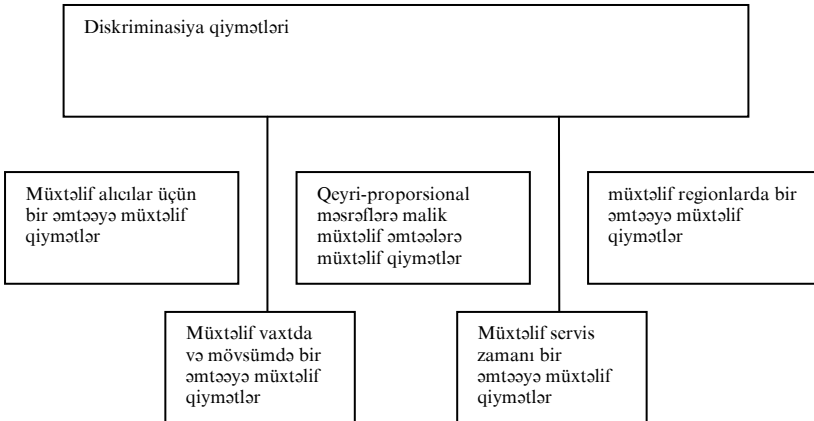 Diskriminasiya qiymətləri
Müxtəlif alıcılar üçün
bir əmtəəyə müxtəlif
qiymətlər
Qeyri-proporsional
məsrəflərə malik
müxtəlif əmtəələrə
müxtəlif qiymətlər
müxtəlif regionlarda bir
əmtəəyə müxtəlif
qiymətlər
Müxtəlif vaxtda
və mövsümdə bir
əmtəəyə müxtəlif
qiymətlər
Müxtəlif servis
zamanı bir
əmtəəyə müxtəlif
qiymətlər